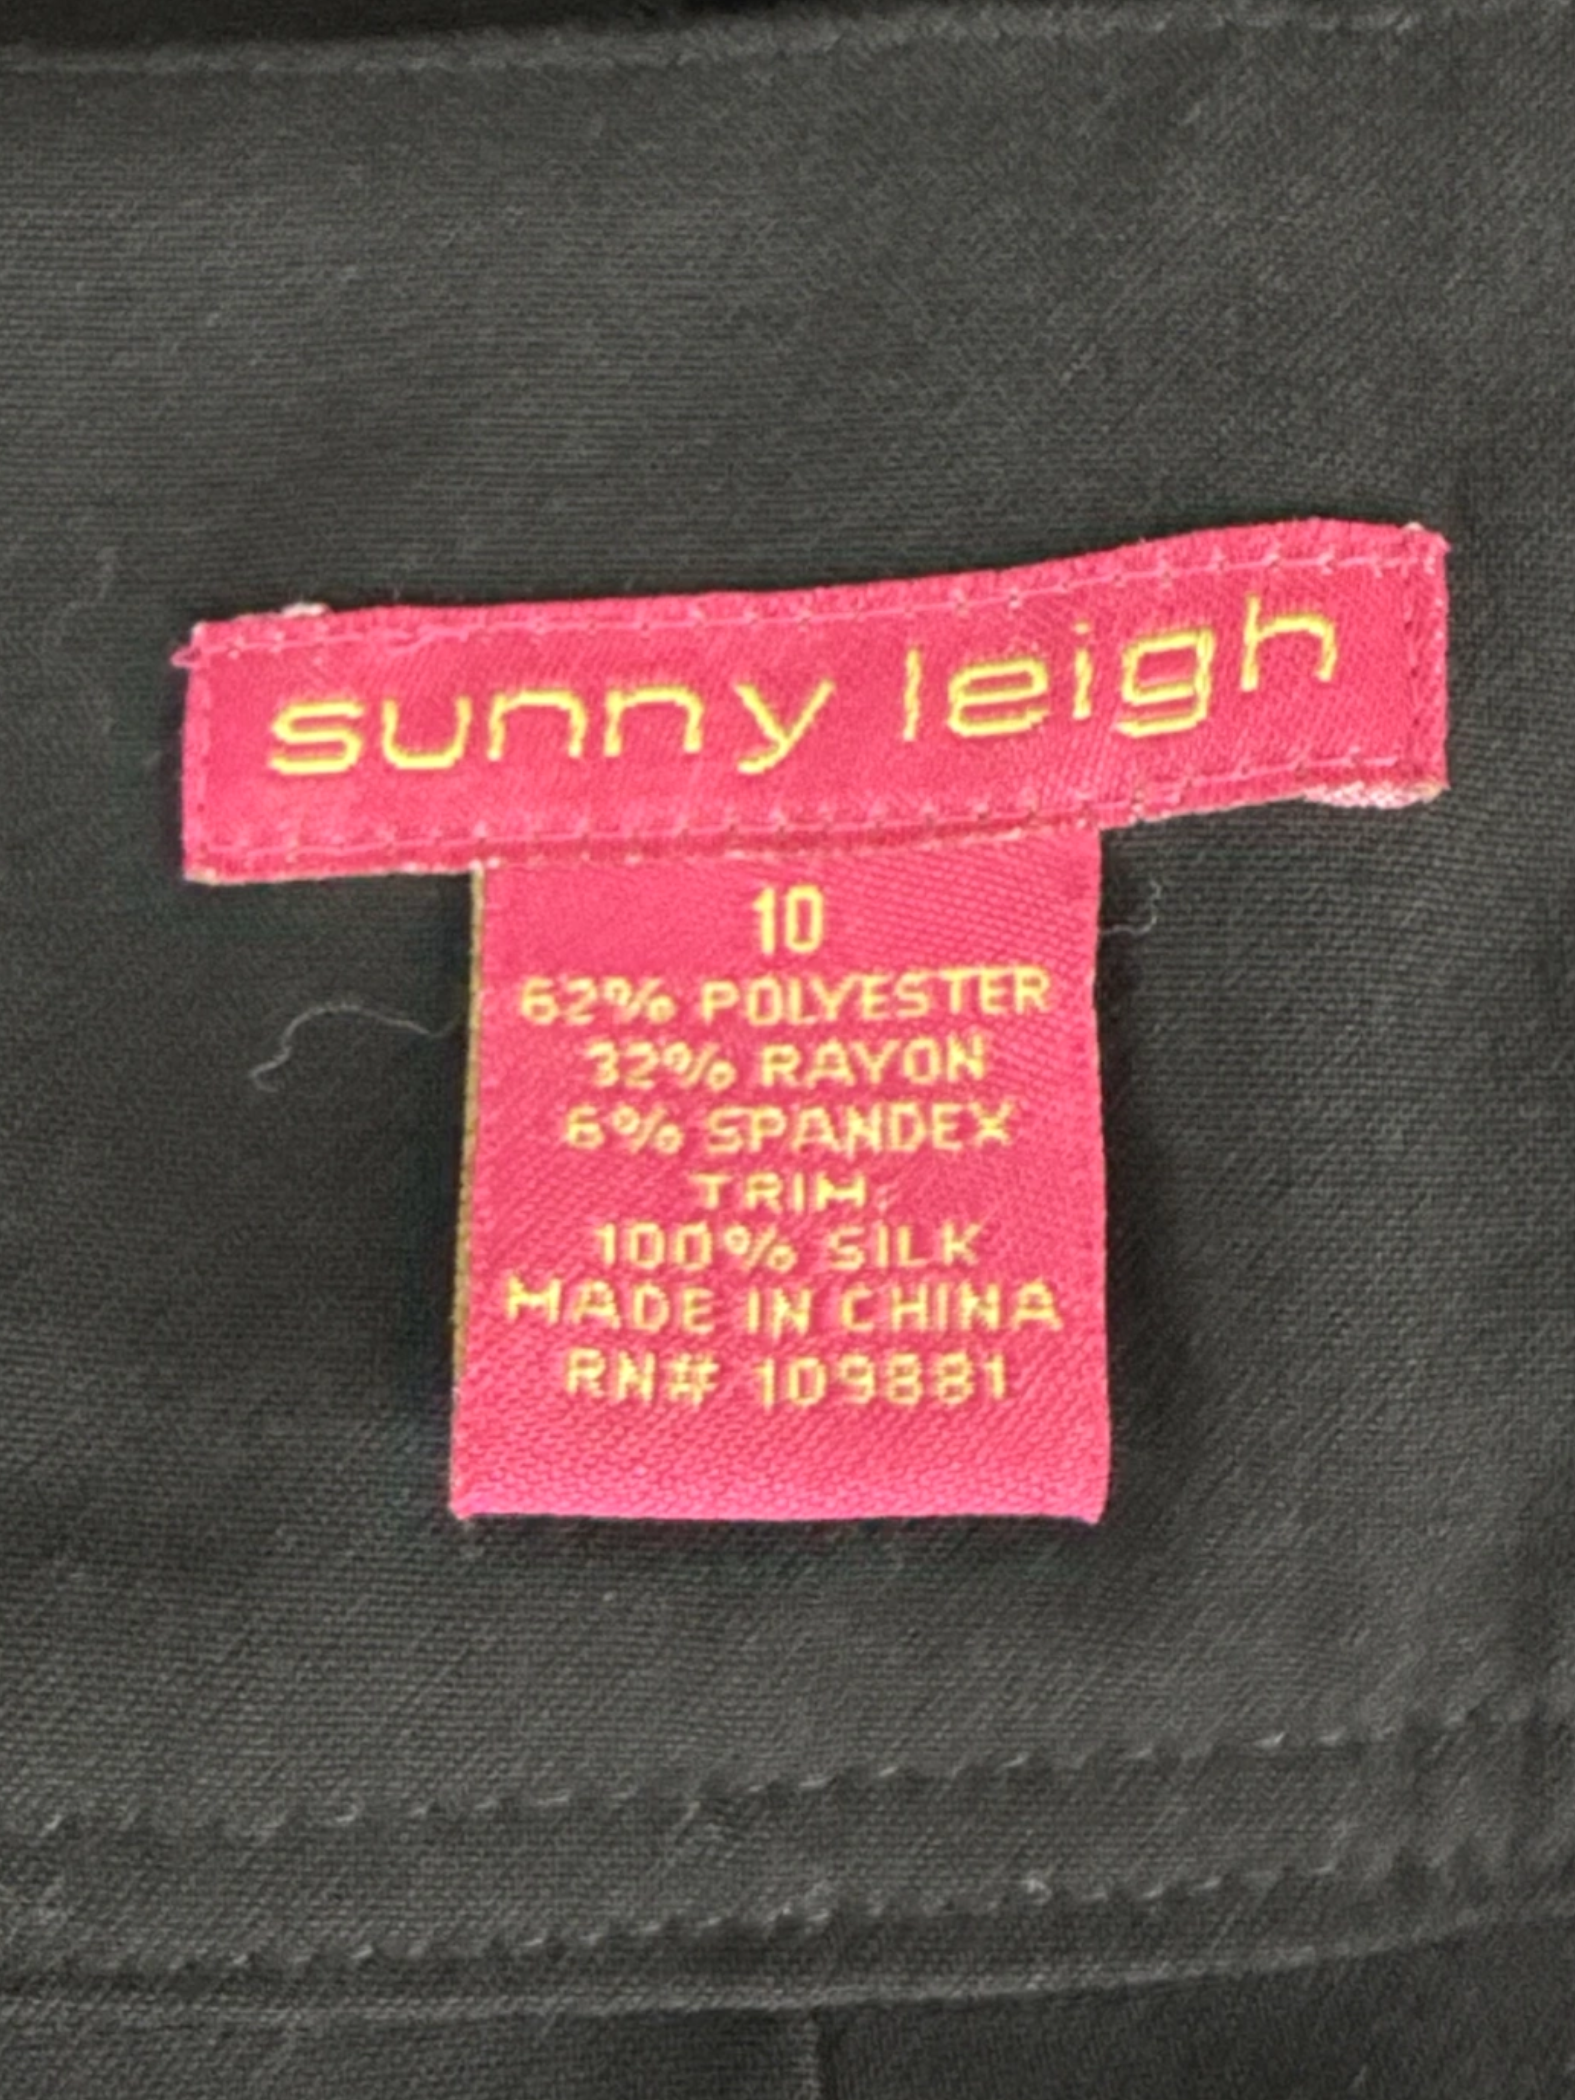 sunny leigh
10
62% POLYESTER
32% RAYON
6% SPANDEX
TRIM:
100% SILK
MADE IN CHINA
RN# 109881